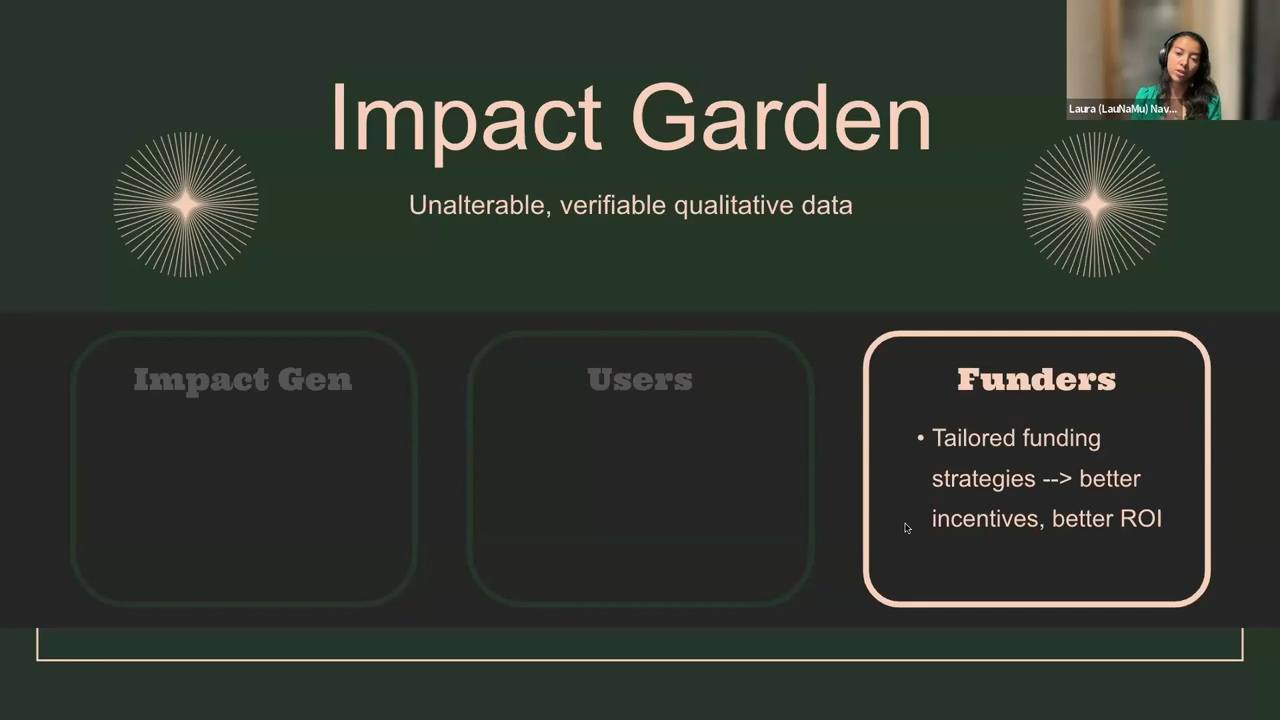 Impact Garden
Unalterable, verifiable qualitative data
Laura (LauNaMu) Nav...
Impact Gen
Users
Funders
• Tailored funding
strategies --> better
incentives, better ROI